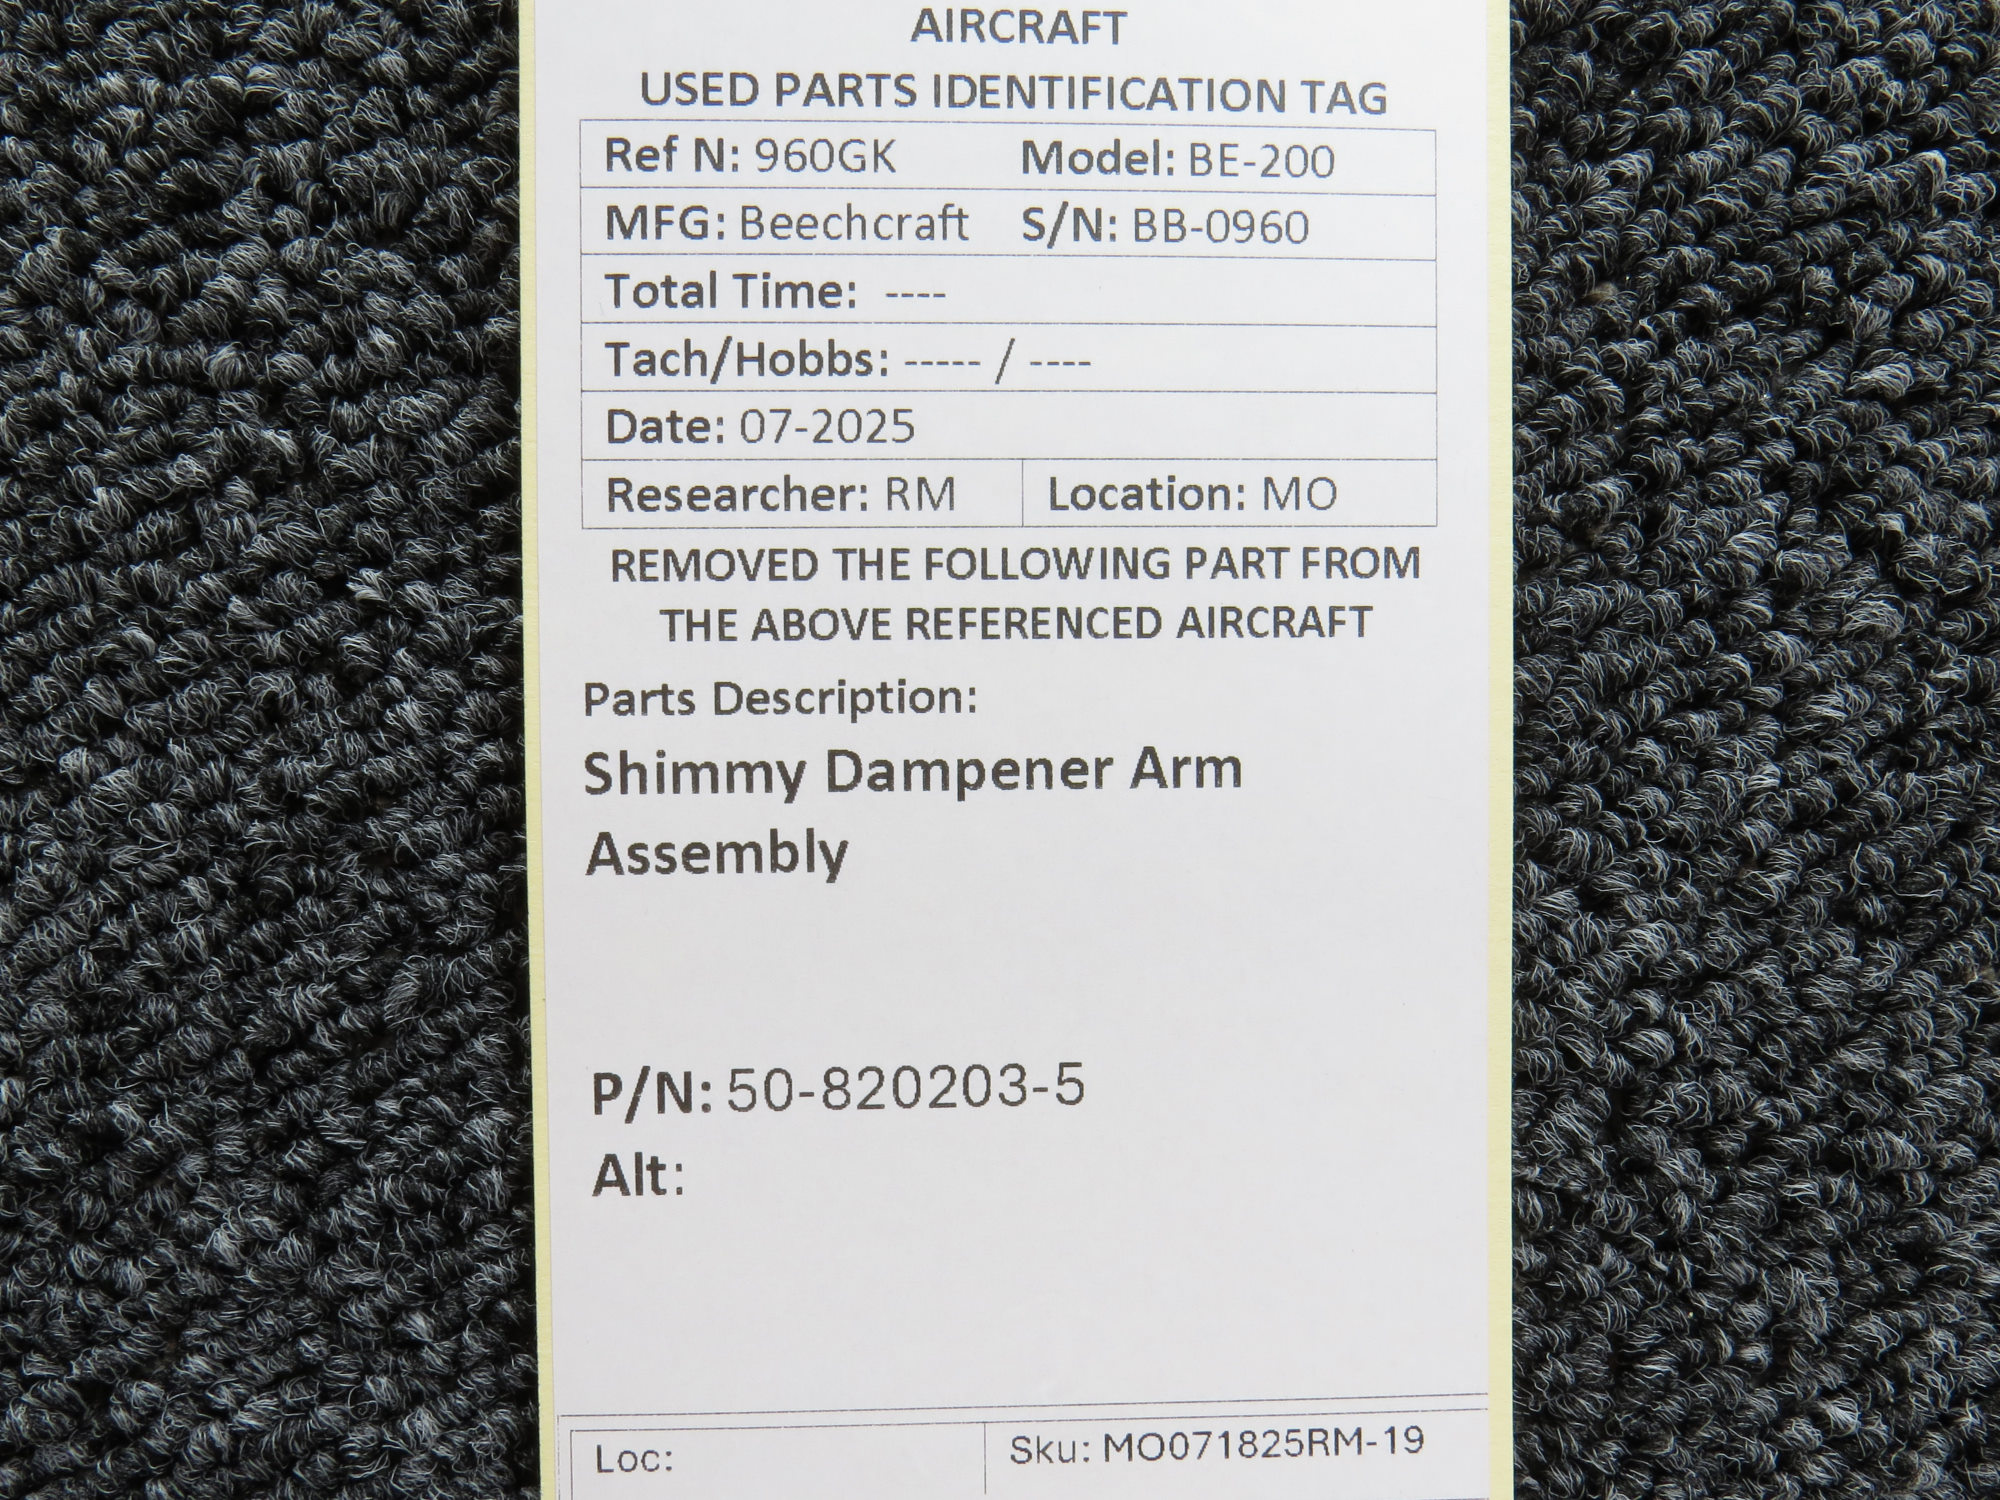 AIRCRAFT
USED PARTS IDENTIFICATION TAG
Ref N: 960GK Model: BE-200
MFG: Beechcraft S/N: BB-0960
Total Time: ----
Tach/Hobbs: ----- / ----
Date: 07-2025
Researcher: RM Location: MO
REMOVED THE FOLLOWING PART FROM
THE ABOVE REFERENCED AIRCRAFT
Parts Description:
Shimmy Dampener Arm
Assembly
P/N: 50-820203-5
Alt:
Loc: Sku: MO071825RM-19